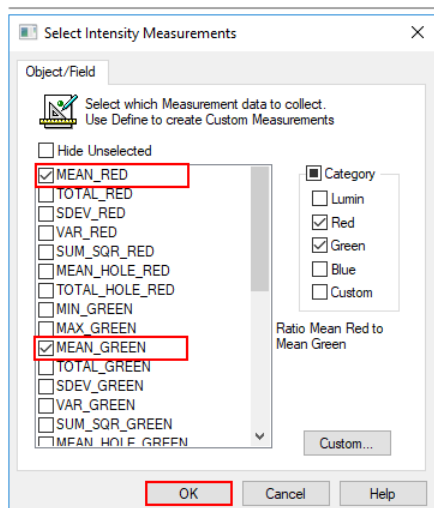 Select Intensity Measurements
Object/Field
Select which Measurement data to collect.
Use Define to create Custom Measurements
Hide Unselected
MEAN_RED
TOTAL_RED
SDEV_RED
VAR_RED
SUM_SQR_RED
MEAN_HOLE_RED
TOTAL_HOLE_RED
MIN_GREEN
MAX_GREEN
MEAN_GREEN
TOTAL_GREEN
SDEV_GREEN
VAR_GREEN
SUM_SQR_GREEN
MEAN_HOLE_GREEN
Category
Lumin
Red
Green
Blue
Custom
Ratio Mean Red to
Mean Green
Custom...
OK
Cancel
Help